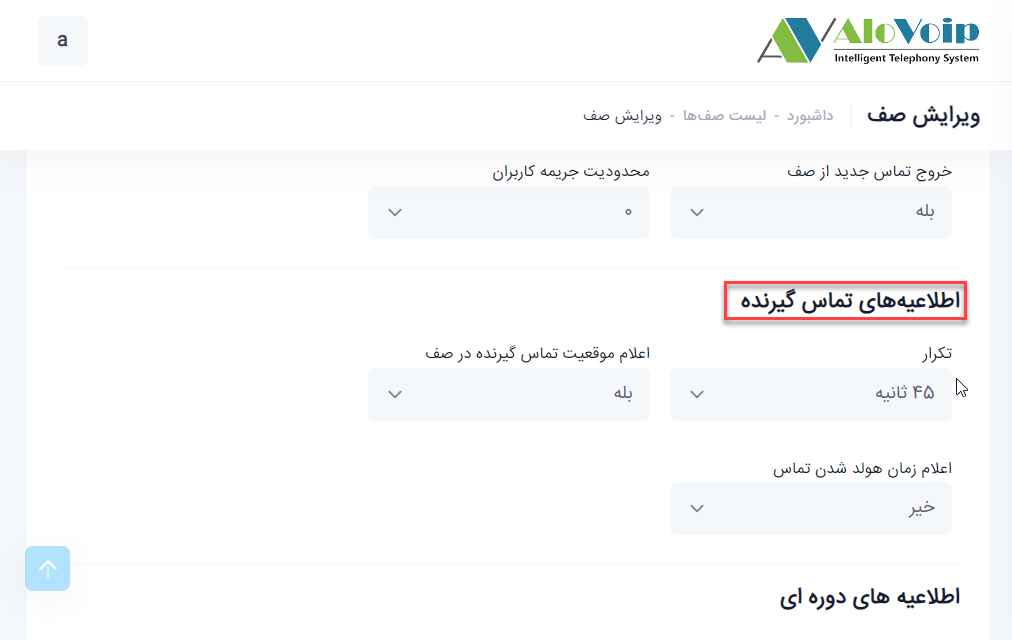 a
AloVoip
Intelligent Telephony System
ویرایش صف
داشبورد - لیست صف‌ها - ویرایش صف
خروج تماس جدید از صف
محدودیت جریمه کاربران
بله
۰
اطلاعیه‌های تماس گیرنده
تکرار
اعلام موقعیت تماس گیرنده در صف
۴۵ ثانیه
بله
اعلام زمان هولد شدن تماس
خیر
اطلاعیه های دوره ای